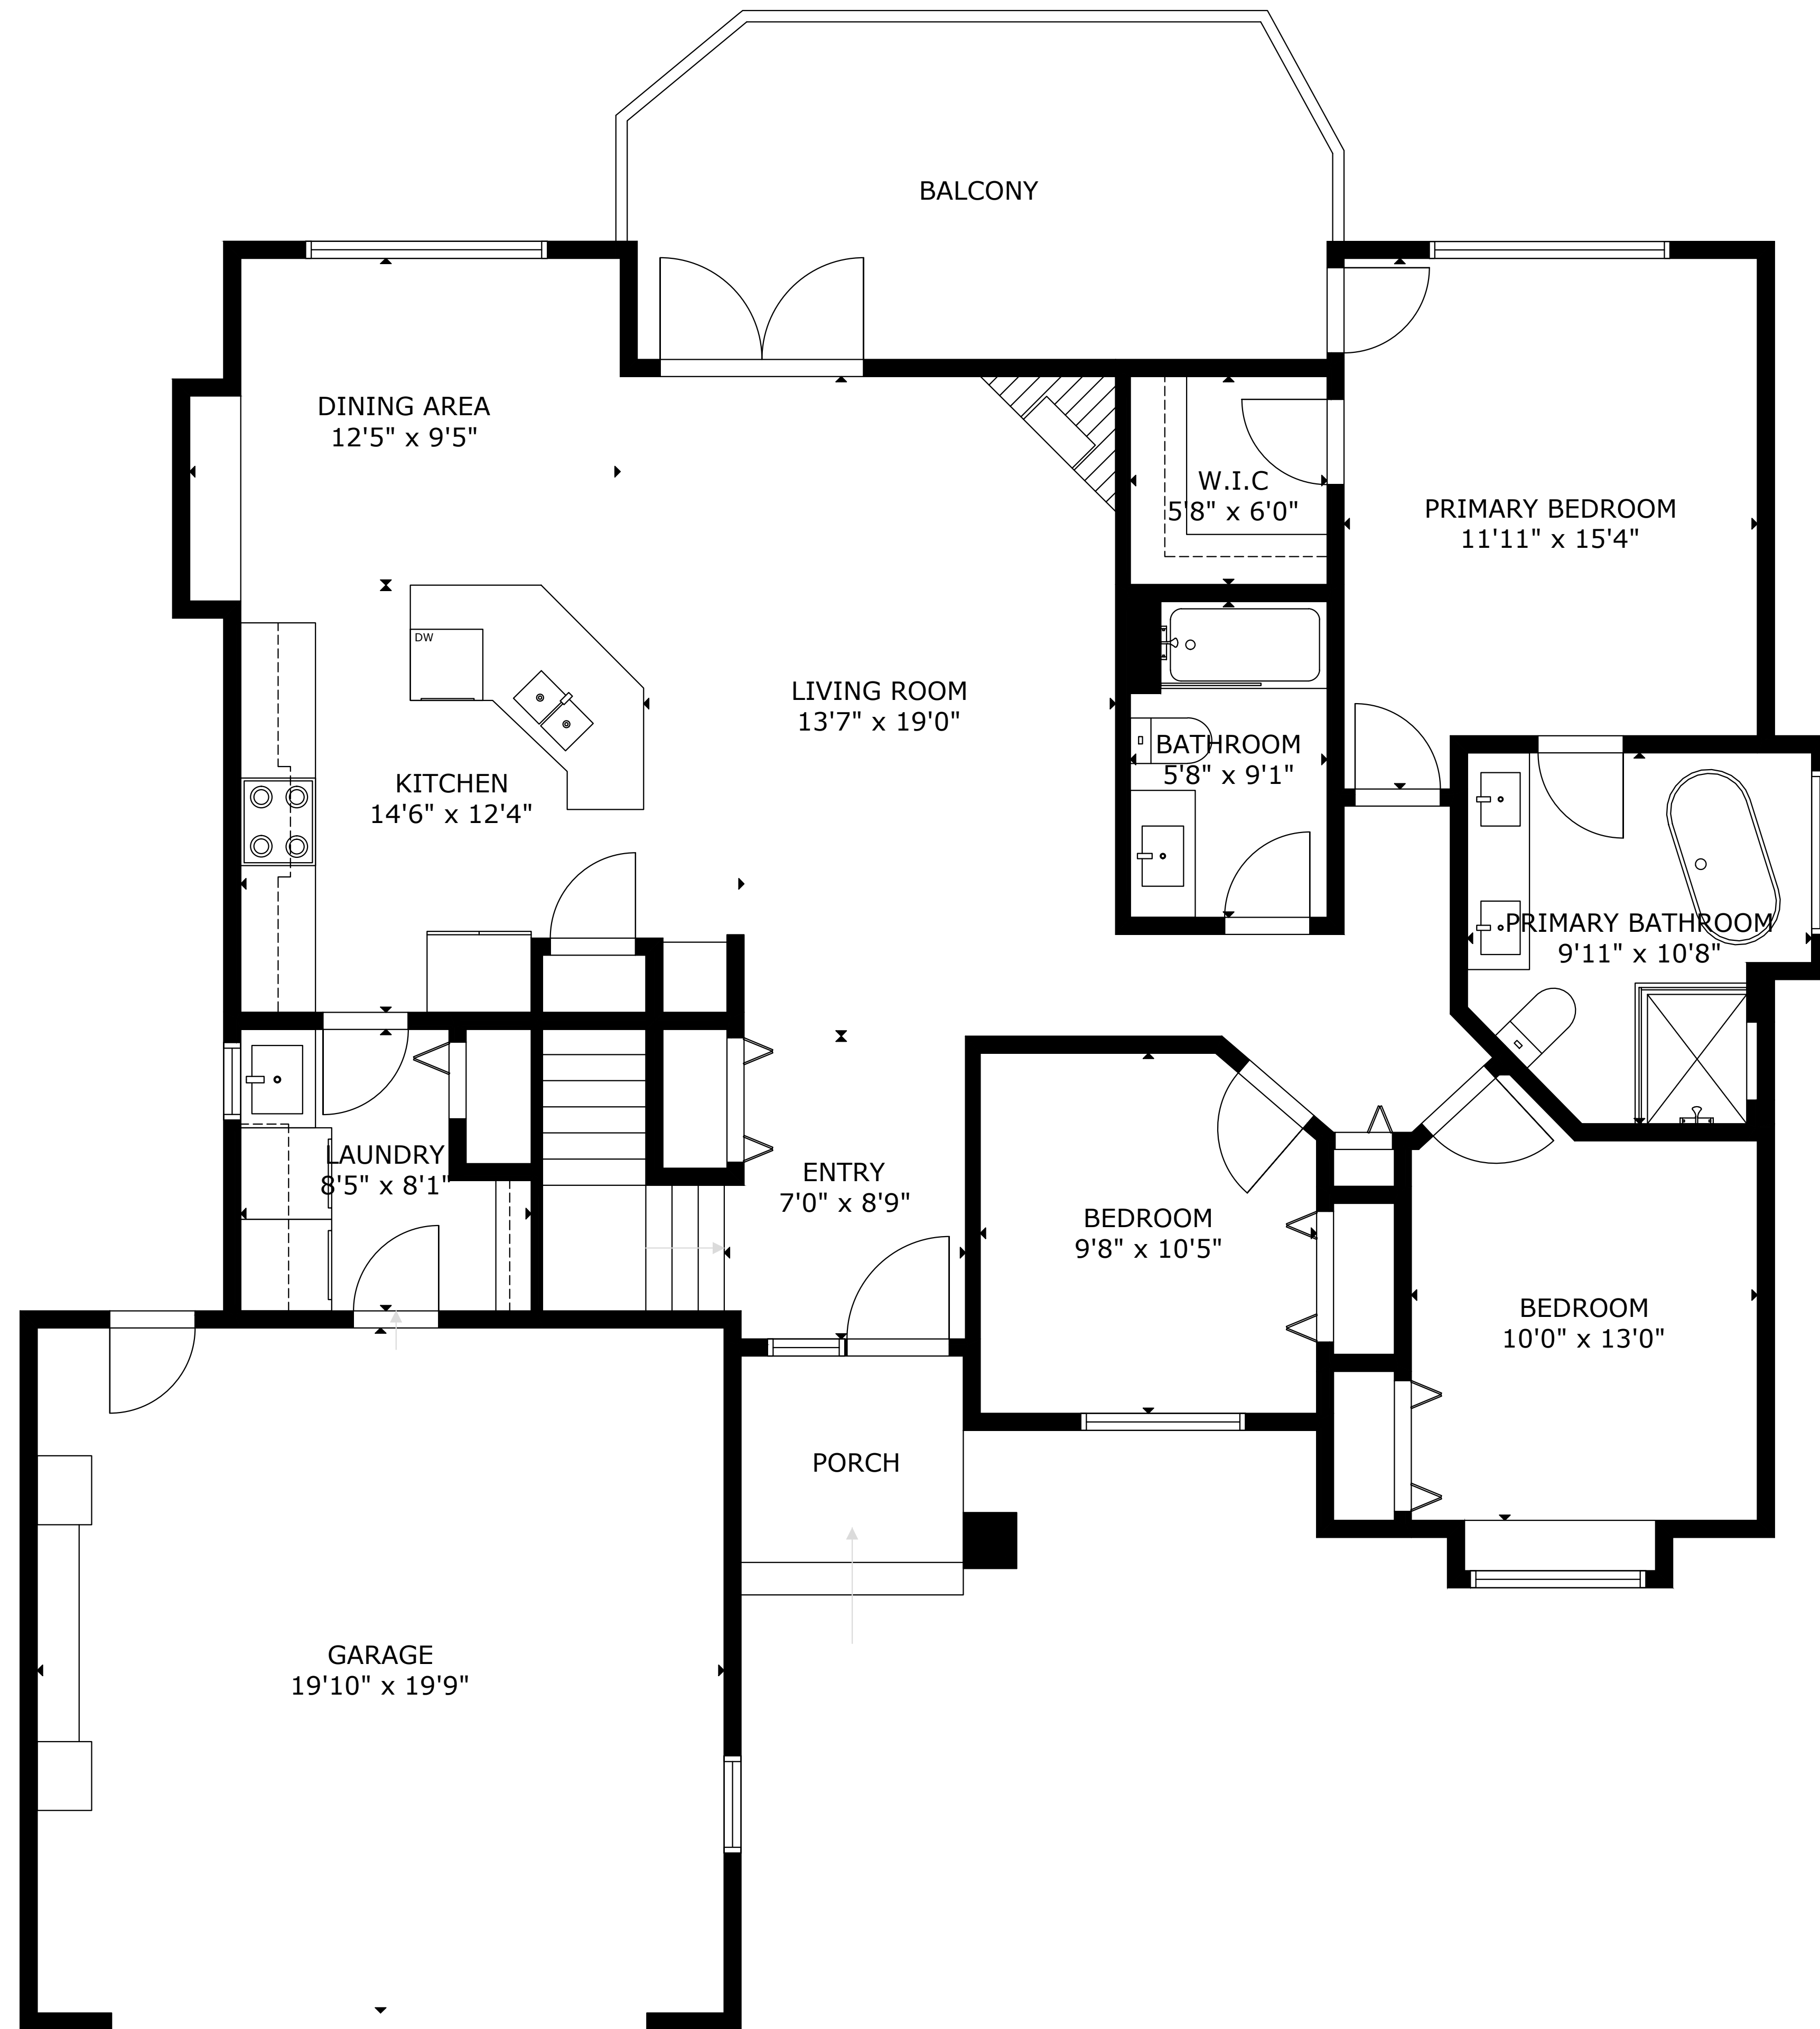 BALCONY
DINING AREA
12'5" x 9'5"
W.I.C
5'8" x 6'0"
PRIMARY BEDROOM
11'11" x 15'4"
DW
LIVING ROOM
13'7" x 19'0"
BATHROOM
5'8" x 9'1"
KITCHEN
14'6" x 12'4"
PRIMARY BATHROOM
9'11" x 10'8"
LAUNDRY
8'5" x 8'1"
ENTRY
7'0" x 8'9"
BEDROOM
9'8" x 10'5"
BEDROOM
10'0" x 13'0"
PORCH
GARAGE
19'10" x 19'9"